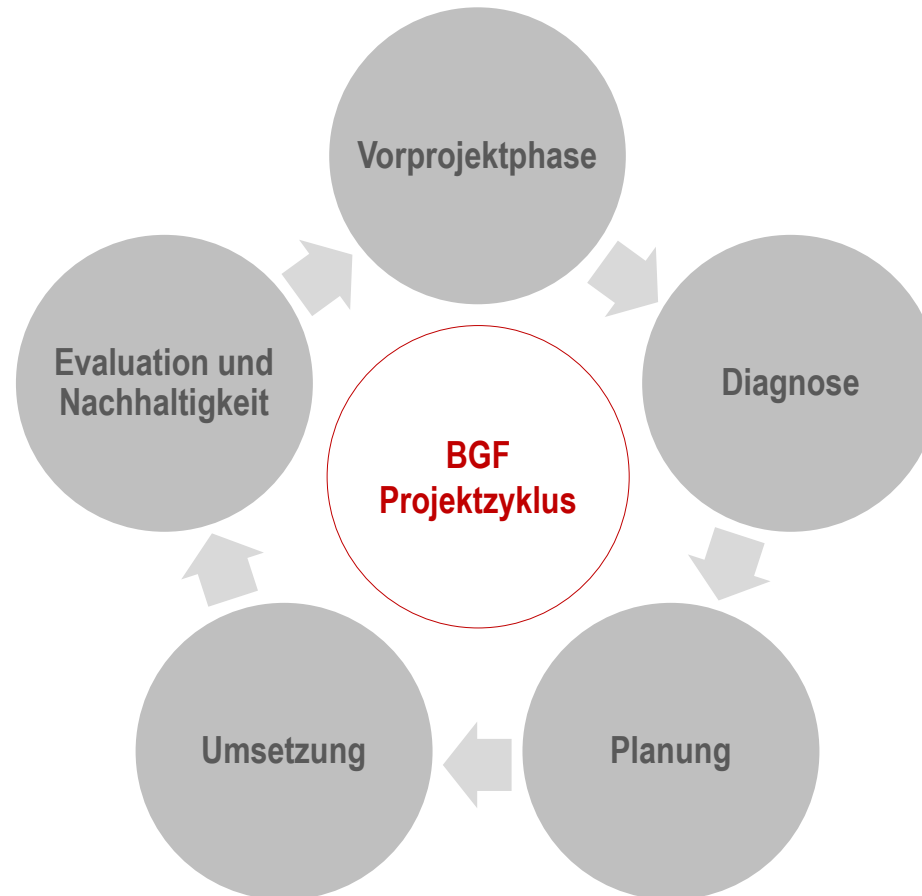 Vorprojektphase
Diagnose
Planung
Umsetzung
Evaluation und
Nachhaltigkeit
BGF
Projektzyklus